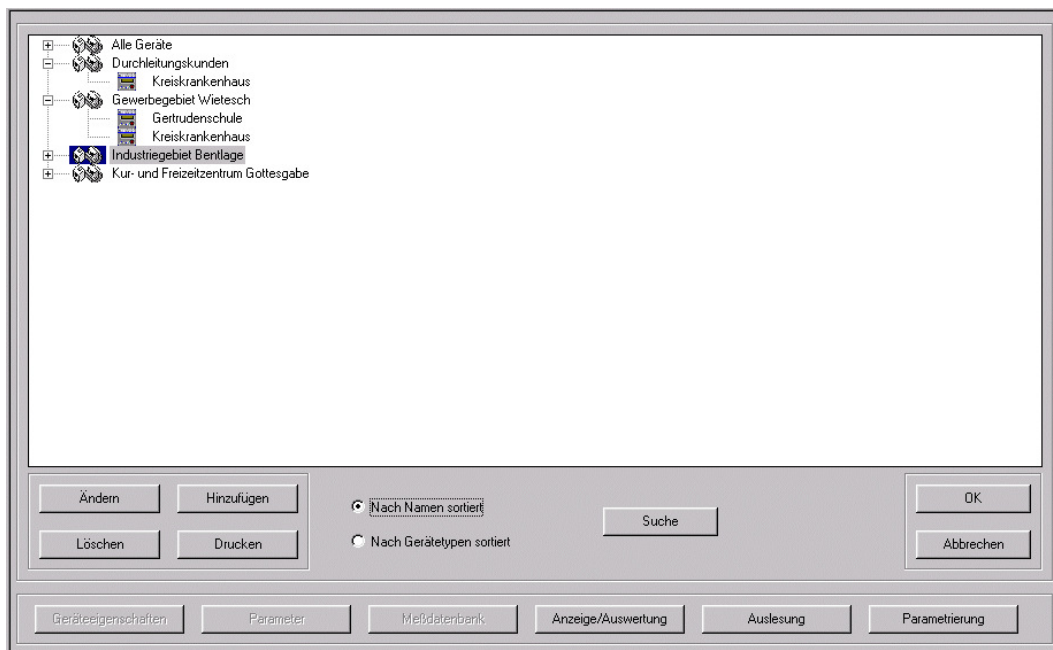 Alle Geräte
Durchleitungskunden
Kreiskrankenhaus
Gewerbegebiet Wietesch
Gertrudenschule
Kreiskrankenhaus
Industriegebiet Bentlage
Kur- und Freizeitzentrum Gottesgabe
Ändern
Hinzufügen
Nach Namen sortiert
Suche
OK
Löschen
Drucken
Nach Gerätetypen sortiert
Abbrechen
Geräteeigenschaften
Parameter
Meßdatenbank
Anzeige/Auswertung
Auslesung
Parametrierung